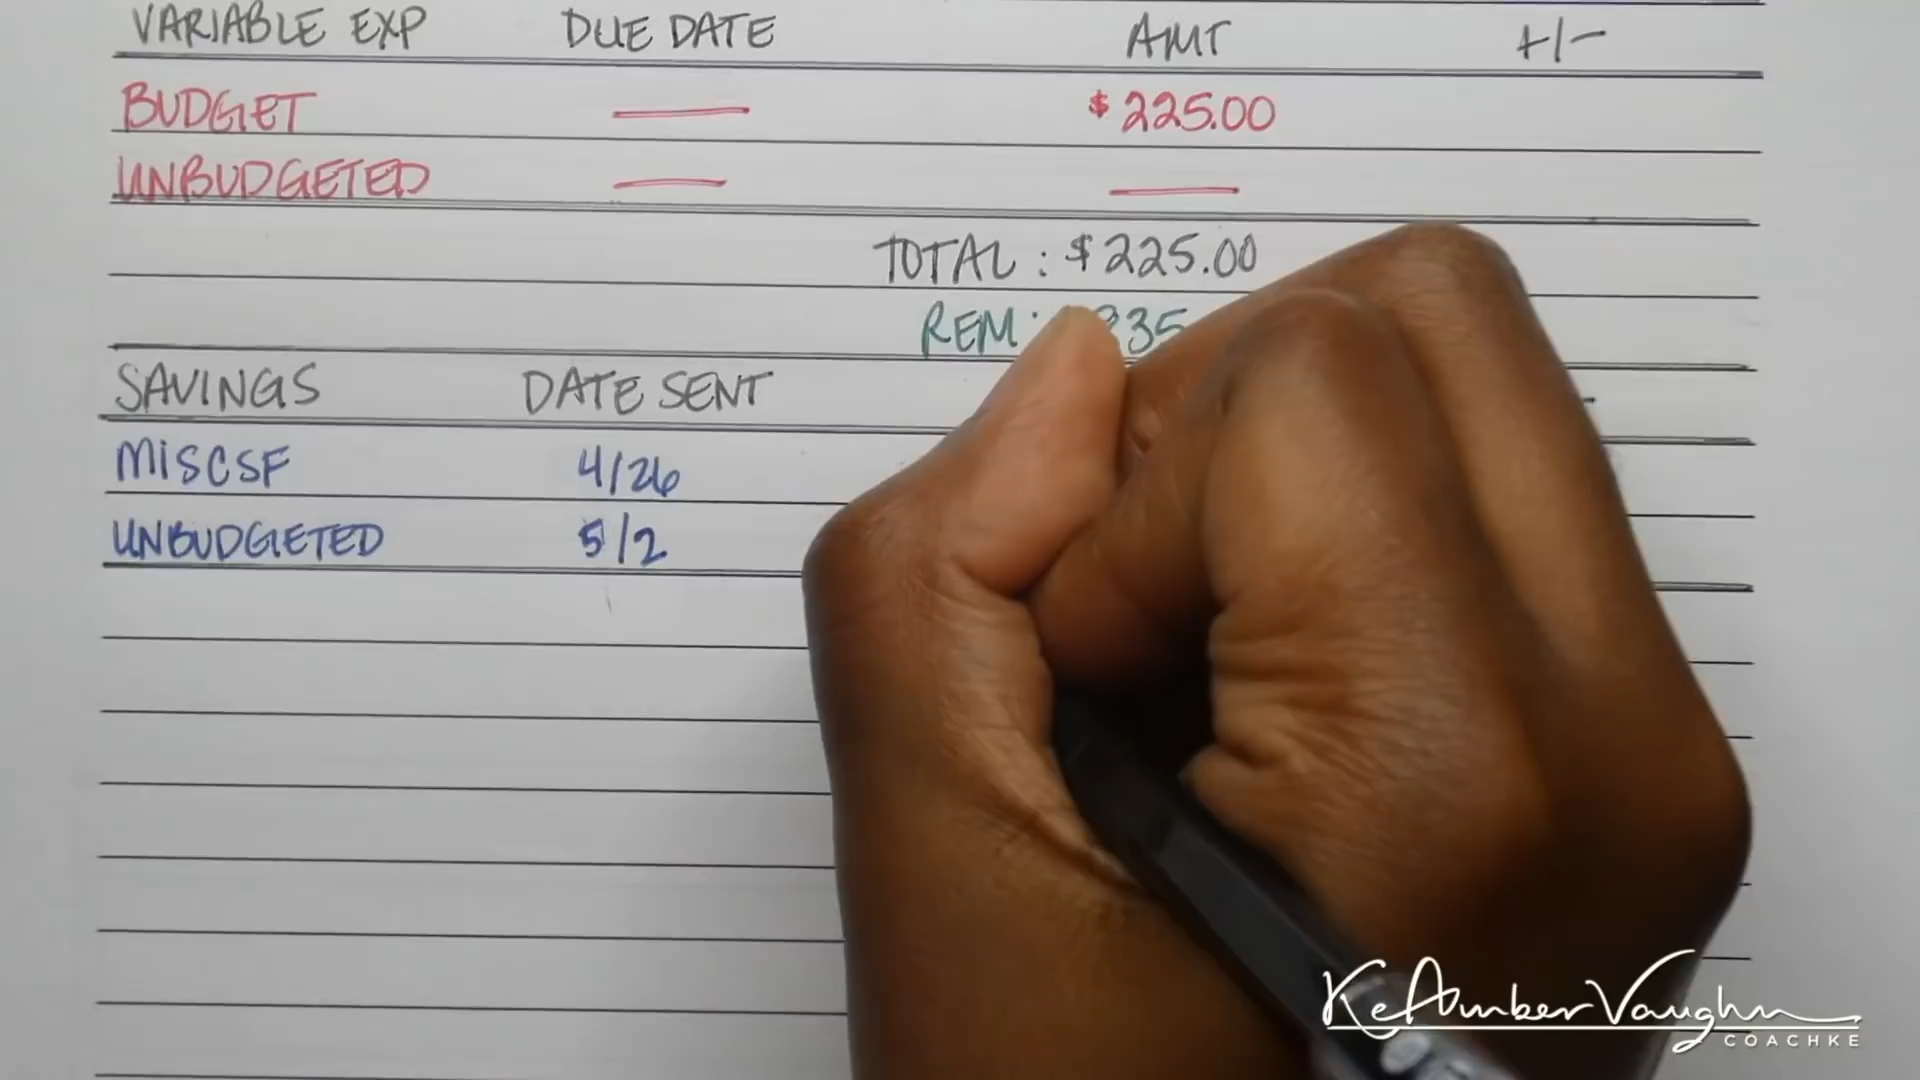 VARIABLE EXP DUE DATE AMT +/-
BUDGET — $225.00
UNBUDGETED — —
TOTAL : $225.00
REM:
SAVINGS DATE SENT
MISCSF 4/26
UNBUDGETED 5/2
KeAmber Vaughn
COACHKE